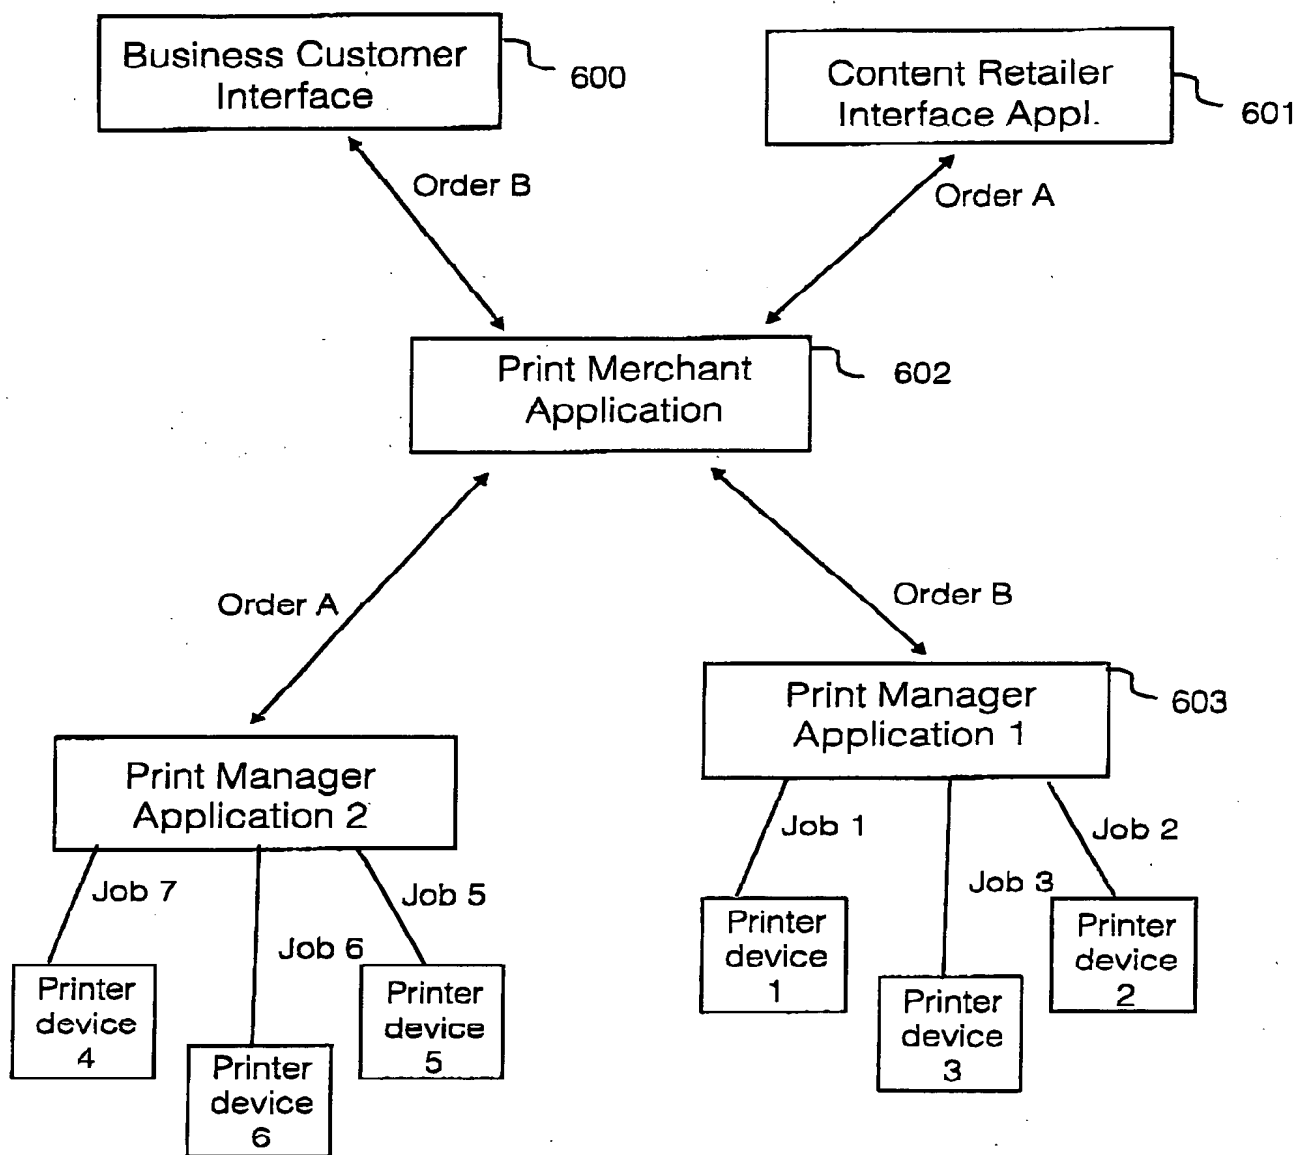 Business Customer
Interface
600
Content Retailer
Interface Appl.
601
Order B
Order A
Print Merchant
Application
602
Order A
Order B
Print Manager
Application 1
603
Print Manager
Application 2
Job 1
Job 2
Job 3
Job 7
Job 5
Job 6
Printer
device
1
Printer
device
2
Printer
device
3
Printer
device
4
Printer
device
5
Printer
device
6